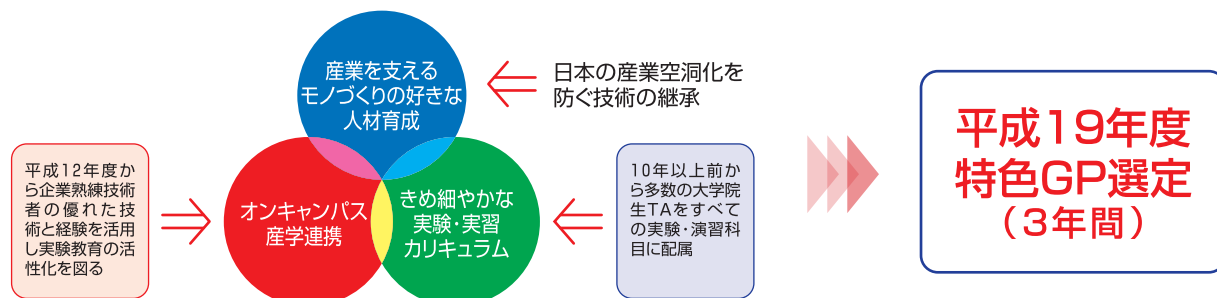 産業を支える
モノづくりの好きな
人材育成
日本の産業空洞化を
防ぐ技術の継承
平成12年度か
ら企業熟練技術
者の優れた技
術と経験を活用
し実験教育の活
性化を図る
オンキャンパス
産学連携
きめ細やかな
実験・実習
カリキュラム
10年以上前か
ら多数の大学院
生TAをすべて
の実験・演習科
目に配属
平成19年度
特色GP選定
（3年間）